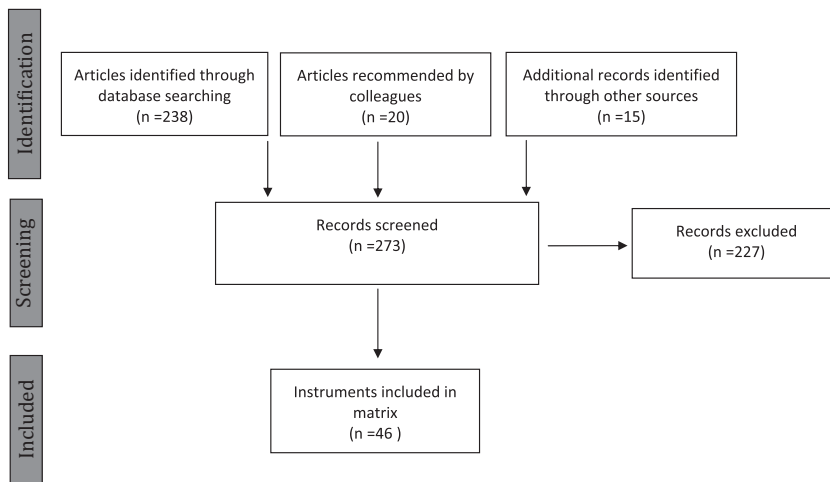 Identification
Articles identified through
database searching
(n =238)
Articles recommended by
colleagues
(n =20)
Additional records identified
through other sources
(n =15)
Screening
Records screened
(n =273)
Records excluded
(n =227)
Included
Instruments included in
matrix
(n =46 )